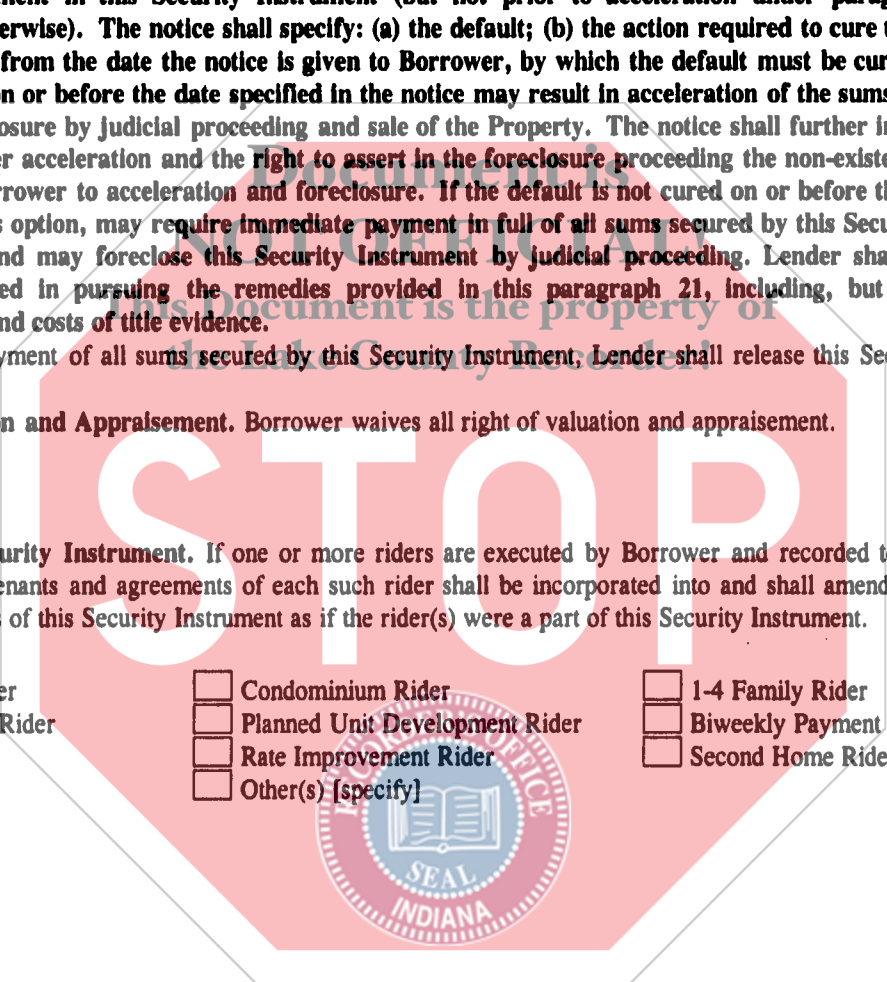 in this Security Instrument (but not prior to acceleration under
erwise). The notice shall specify: (a) the default; (b) the action required to cure
from the date the notice is given to Borrower, by which the default must be cur
n or before the date specified in the notice may result in acceleration of the sums
osure by judicial proceeding and sale of the Property. The notice shall further in
er acceleration and the right to assert in the foreclosure proceeding the non-existe
rrower to acceleration and foreclosure. If the default is not cured on or before th
s option, may require immediate payment in full of all sums secured by this Secu
nd may foreclose this Security Instrument by judicial proceeding. Lender sha
ed in pursuing the remedies provided in this paragraph 21, including, but
nd costs of title evidence.
yment of all sums secured by this Security Instrument, Lender shall release this Sec
n and Appraisement. Borrower waives all right of valuation and appraisement.
urity Instrument. If one or more riders are executed by Borrower and recorded t
enants and agreements of each such rider shall be incorporated into and shall amend
s of this Security Instrument as if the rider(s) were a part of this Security Instrument.
er Condominium Rider 1-4 Family Rider
Rider Planned Unit Development Rider Biweekly Payment
Rate Improvement Rider Second Home Ride
Other(s) [specify]
Document is
NOT OFFICIAL!
This Document is the property of
the Lake County Recorder!
STOP
RECORDER'S OFFICE
SEAL
INDIANA